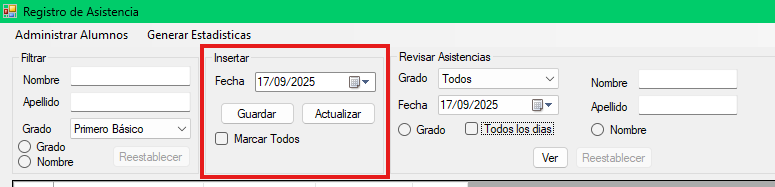 Registro de Asistencia
Administrar Alumnos Generar Estadisticas
Filtrar
Nombre
Apellido
Grado Primero Básico
Grado
Nombre
Reestablecer
Insertar
Fecha 17/09/2025
Guardar Actualizar
Marcar Todos
Revisar Asistencias
Grado Todos
Fecha 17/09/2025
Grado Todos los dias
Nombre
Apellido
Nombre
Ver Reestablecer